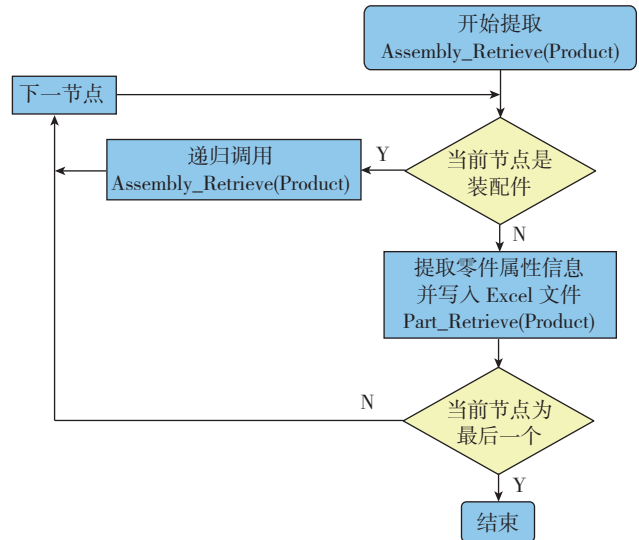 开始提取
Assembly_Retrieve(Product)
下一节点
递归调用
Assembly_Retrieve(Product)
Y
当前节点是
装配件
N
提取零件属性信息
并写入 Excel 文件
Part_Retrieve(Product)
N
当前节点为
最后一个
Y
结束